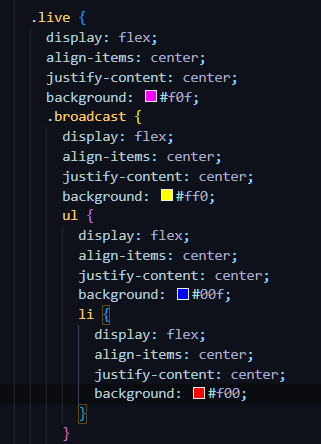 .live {
display: flex;
align-items: center;
justify-content: center;
background: #f0f;
.broadcast {
display: flex;
align-items: center;
justify-content: center;
background: #ff0;
ul {
display: flex;
align-items: center;
justify-content: center;
background: #00f;
li {
display: flex;
align-items: center;
justify-content: center;
background: #f00;
}
}